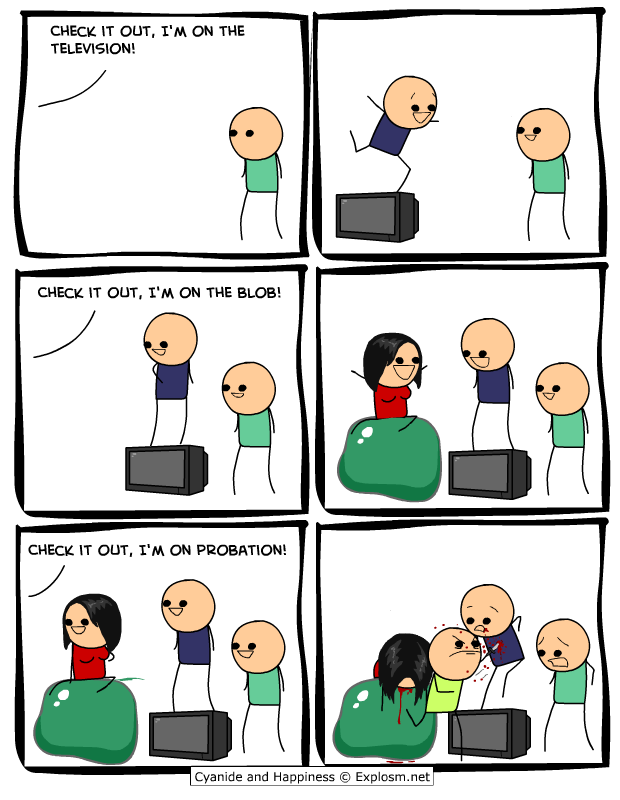 CHECK IT OUT, I'M ON THE
TELEVISION!
CHECK IT OUT, I'M ON THE BLOB!
CHECK IT OUT, I'M ON PROBATION!
Cyanide and Happiness © Explosm.net